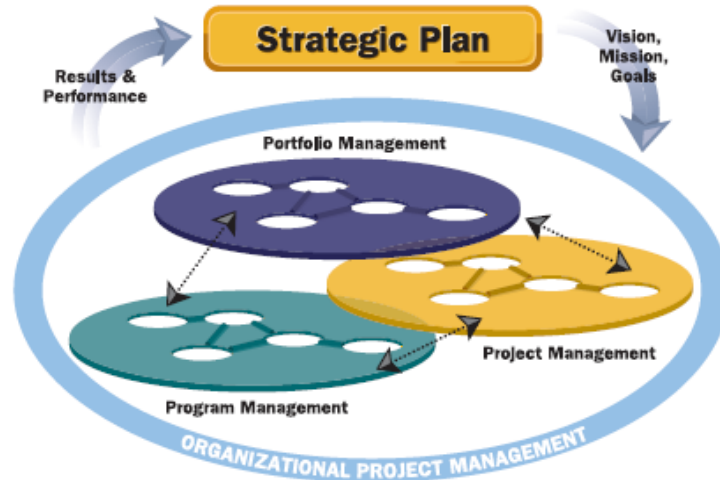 Strategic Plan
Results &
Performance
Vision,
Mission,
Goals
Portfolio Management
Project Management
Program Management
ORGANIZATIONAL PROJECT MANAGEMENT